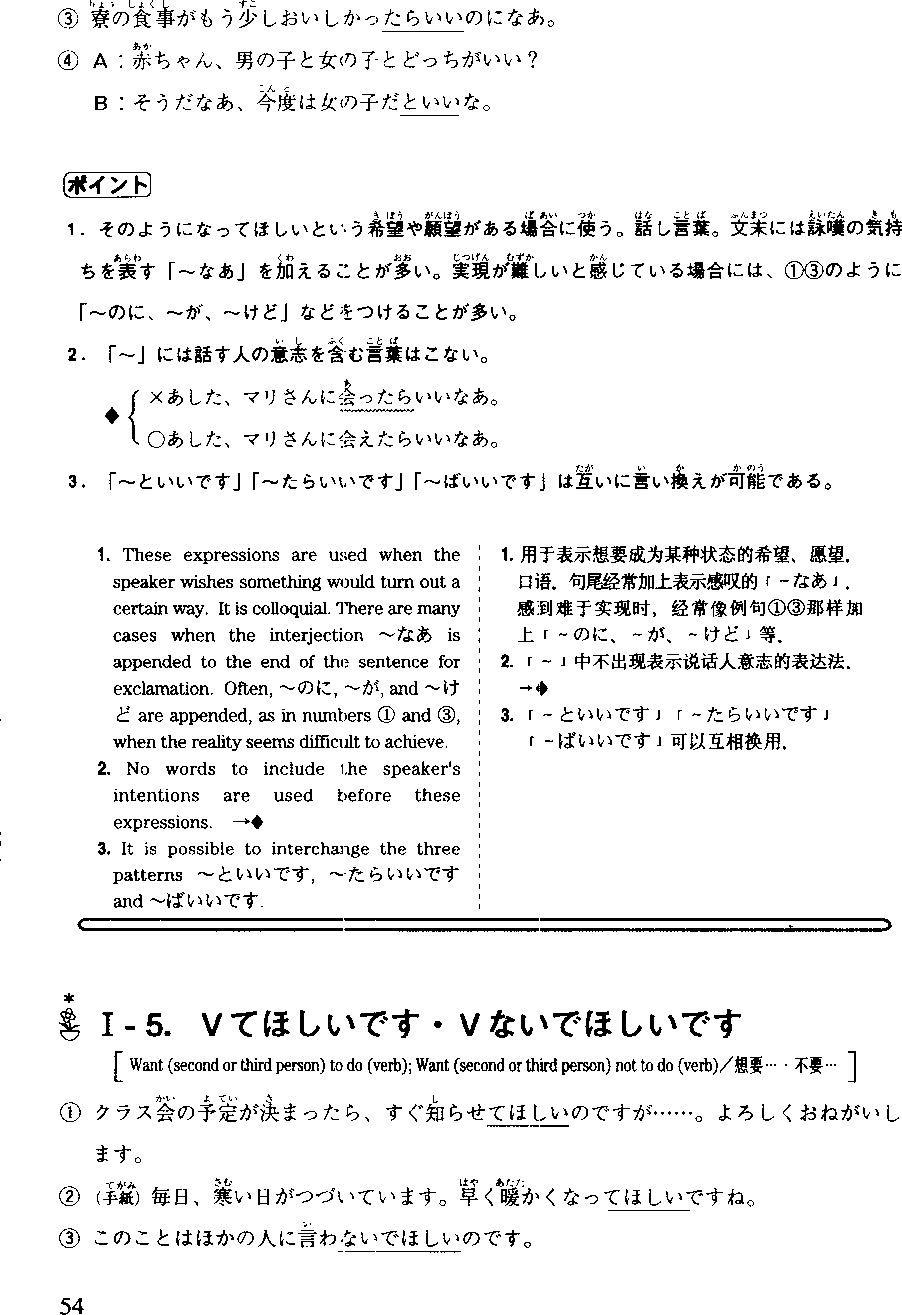 ③ 寮の食事がもう少しおいしかったらいいのになあ。
④ A：赤ちゃん、男の子と女の子とどっちがいい？
B：そうだなあ、今度は女の子だといいな。
ポイント
1. そのようになってほしいという希望や願望がある場合に使う。話し言葉。文末には詠嘆の気持
ちを表す「～なあ」を加えることが多い。実現が難しいと感じている場合には、①③のように
「～のに、～が、～けど」などをつけることが多い。
2. 「～」には話す人の意志を含む言葉はこない。
◆ ×あした、マリさんに会ったらいいなあ。
○あした、マリさんに会えたらいいなあ。
3. 「～といいです」「～たらいいです」「～ばいいです」は互いに言い換えが可能である。
1. These expressions are used when the
speaker wishes something would turn out a
certain way. It is colloquial. There are many
cases when the interjection ～なあ is
appended to the end of the sentence for
exclamation. Often, ～のに, ～が, and ～け
ど are appended, as in numbers ① and ③,
when the reality seems difficult to achieve.
2. No words to include the speaker's
intentions are used before these
expressions. →◆
3. It is possible to interchange the three
patterns ～といいです, ～たらいいです
and ～ばいいです.
1. 用于表示想要成为某种状态的希望、愿望.
口语. 句尾经常加上表示感叹的「～なあ」.
感到难于实现时, 经常像例句①③那样加
上「～のに、～が、～けど」等.
2. 「～」中不出现表示说话人意志的表达法.
→◆
3. 「～といいです」「～たらいいです」
「～ばいいです」可以互相换用.
* I-5. Vてほしいです・Vないでほしいです
[Want (second or third person) to do (verb); Want (second or third person) not to do (verb)／想要…・不要…]
① クラス会の予定が決まったら、すぐ知らせてほしいのですが……。よろしくおねがいし
ます。
② (手紙) 毎日、寒い日がつづいています。早く暖かくなってほしいですね。
③ このことはほかの人に言わないでほしいのです。
54